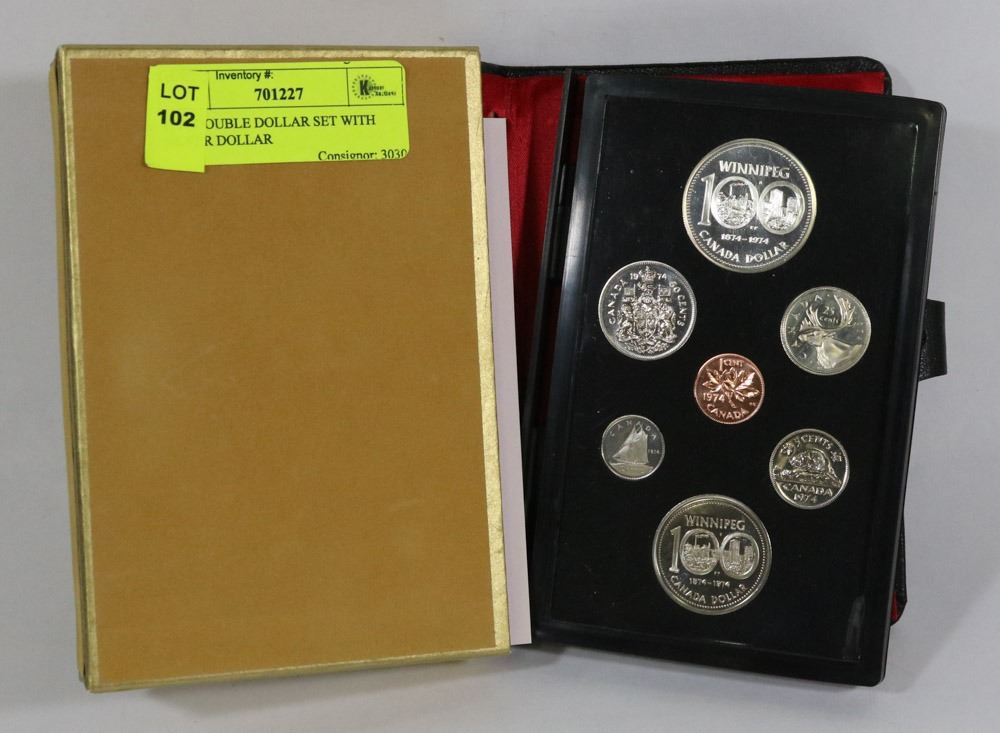 LOT
102
Inventory #:
701227
OUBLE DOLLAR SET WITH
R DOLLAR
Consignor: 3030
WINNIPEG
100
1874-1974
CANADA DOLLAR
1974
CANADA 50 CENTS
CANADA
25
Cents
1 CENT
1974
CANADA
CANADA
1974
5 CENTS
CANADA
1974
WINNIPEG
100
1874-1974
CANADA DOLLAR